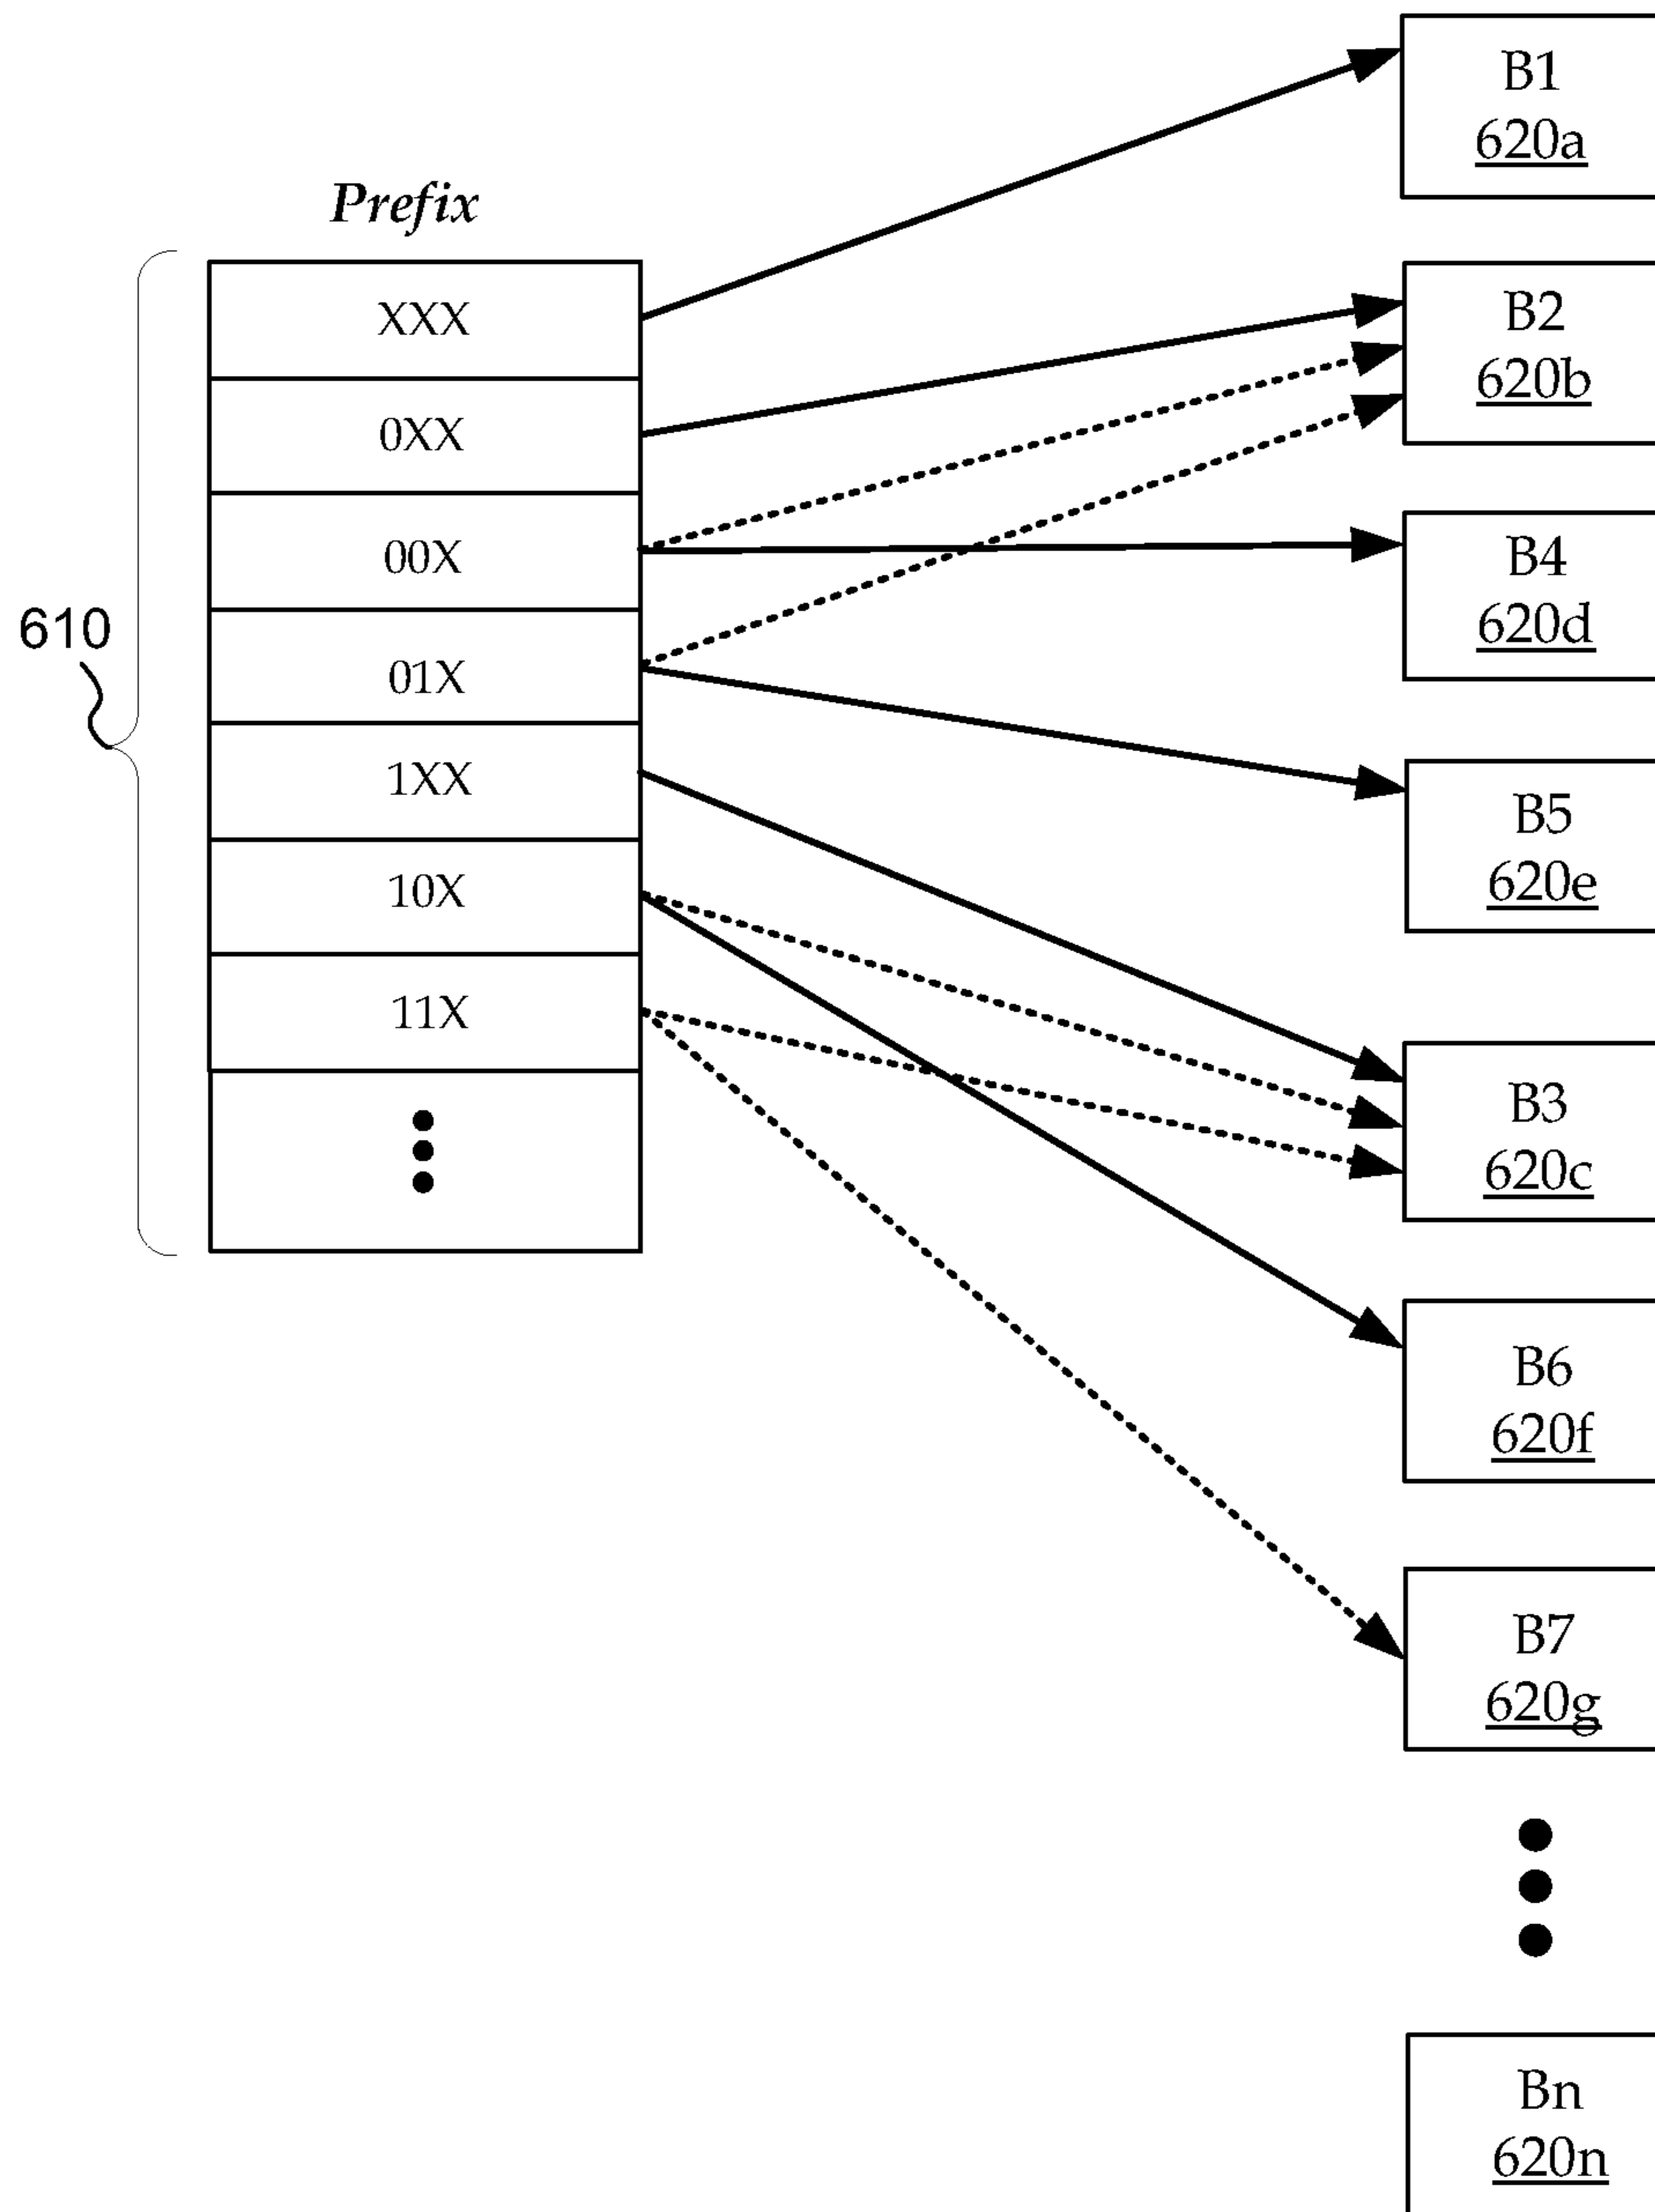 Prefix
XXX
0XX
00X
01X
1XX
10X
11X
610
B1
620a
B2
620b
B4
620d
B5
620e
B3
620c
B6
620f
B7
620g
Bn
620n